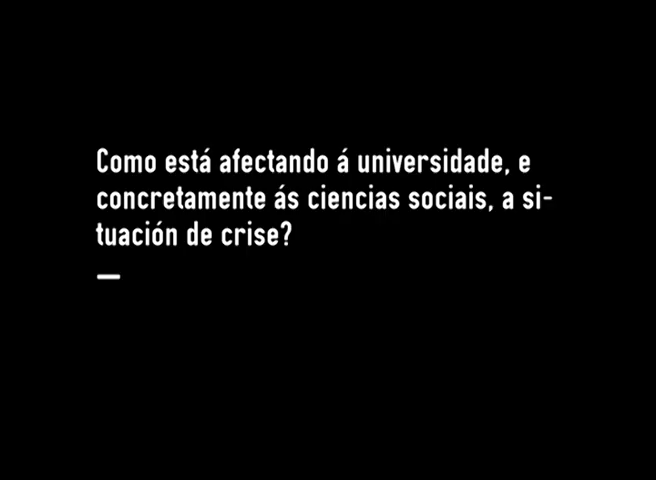 Como está afectando á universidade, e
concretamente ás ciencias sociais, a si-
tuación de crise?